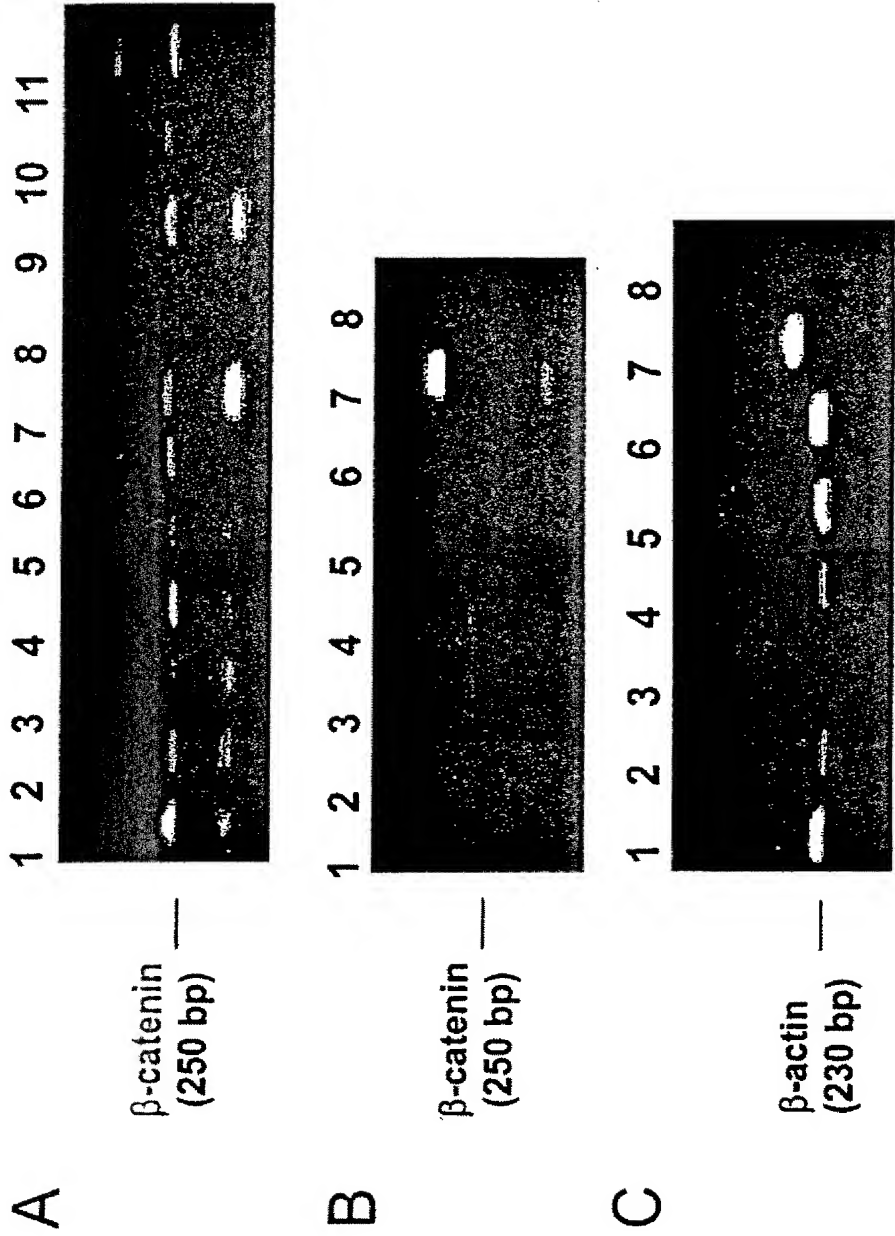 A
1 2 3 4 5 6 7 8 9 10 11
β-catenin
(250 bp)
B
1 2 3 4 5 6 7 8
β-catenin
(250 bp)
C
1 2 3 4 5 6 7 8
β-actin
(230 bp)